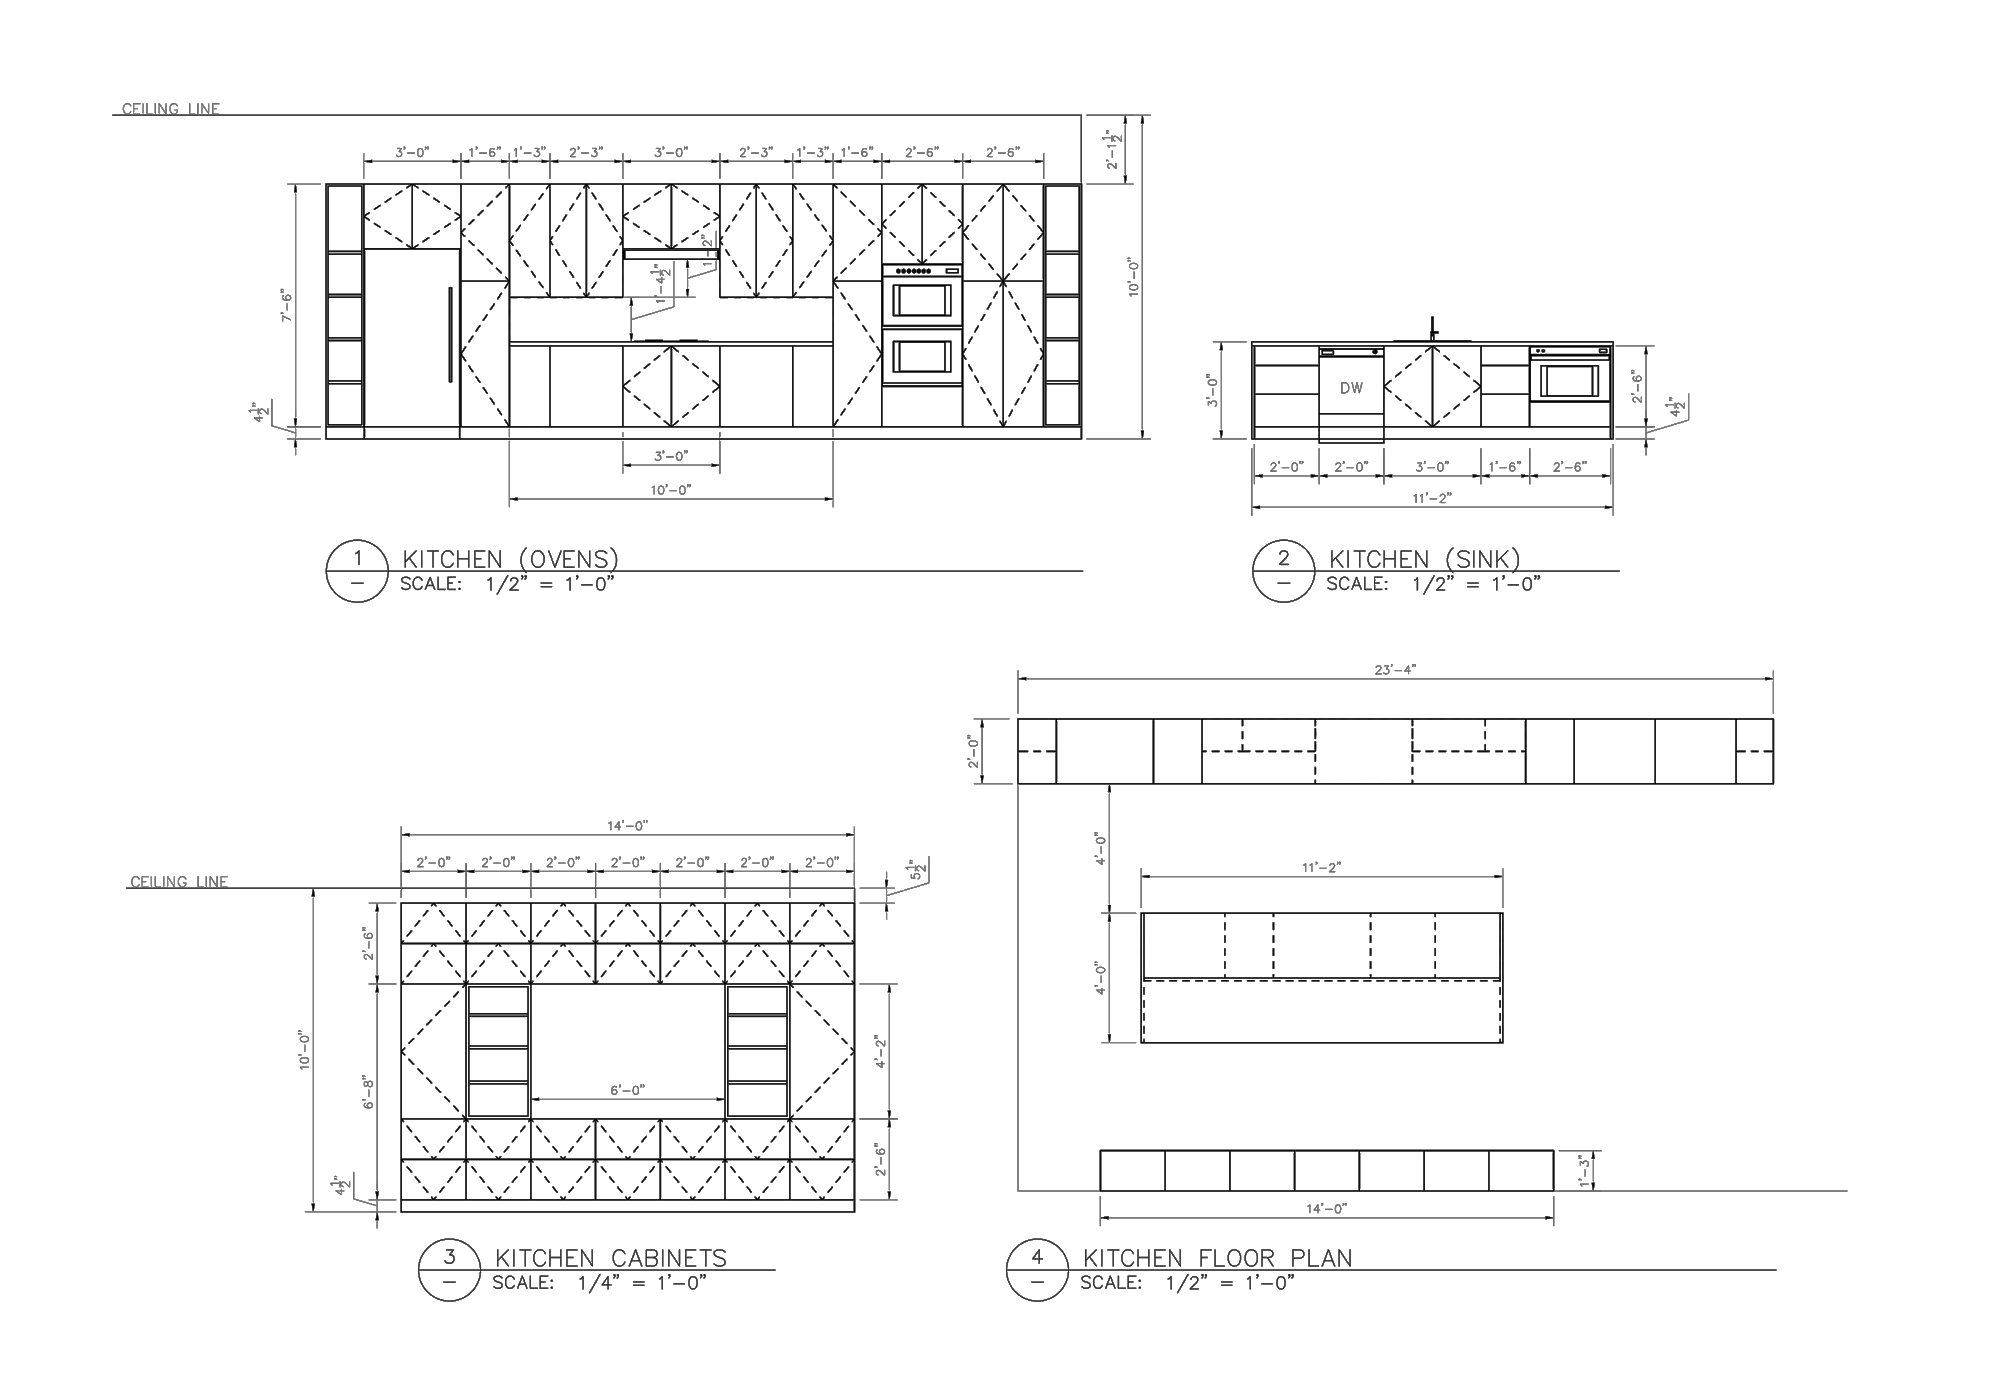 CEILING LINE
3'-0" 1'-6" 1'-3" 2'-3" 3'-0" 2'-3" 1'-3" 1'-6" 2'-6" 2'-6"
2'-1 1/2"
10'-0"
7'-6"
4 1/2"
1'-2"
1'-4 1/2"
3'-0"
10'-0"
1
—
KITCHEN (OVENS)
SCALE: 1/2" = 1'-0"
DW
3'-0"
2'-6"
4 1/2"
2'-0" 2'-0" 3'-0" 1'-6" 2'-6"
11'-2"
2
—
KITCHEN (SINK)
SCALE: 1/2" = 1'-0"
14'-0"
2'-0" 2'-0" 2'-0" 2'-0" 2'-0" 2'-0" 2'-0"
5 1/2"
CEILING LINE
2'-6"
10'-0"
6'-8"
4 1/2"
6'-0"
4'-2"
2'-6"
3
—
KITCHEN CABINETS
SCALE: 1/4" = 1'-0"
23'-4"
2'-0"
4'-0"
11'-2"
4'-0"
1'-3"
14'-0"
4
—
KITCHEN FLOOR PLAN
SCALE: 1/2" = 1'-0"